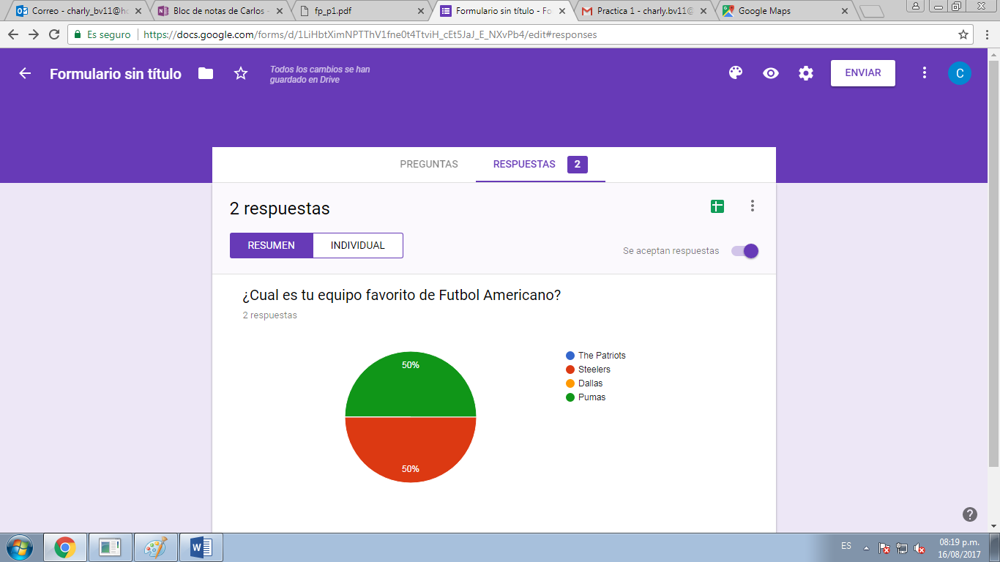 Correo - charly_bv11@ho
Bloc de notas de Carlos -
fp_p1.pdf
Formulario sin título - Fo
Practica 1 - charly.bv11@
Google Maps
Es seguro
https://docs.google.com/forms/d/1LiHbtXimNPTThV1fne0t4TtviH_cEt5JaJ_E_NXvPb4/edit#responses
Formulario sin título
Todos los cambios se han
guardado en Drive
ENVIAR
C
PREGUNTAS
RESPUESTAS
2
2 respuestas
RESUMEN
INDIVIDUAL
Se aceptan respuestas
¿Cual es tu equipo favorito de Futbol Americano?
2 respuestas
50%
50%
The Patriots
Steelers
Dallas
Pumas
ES
08:19 p.m.
16/08/2017